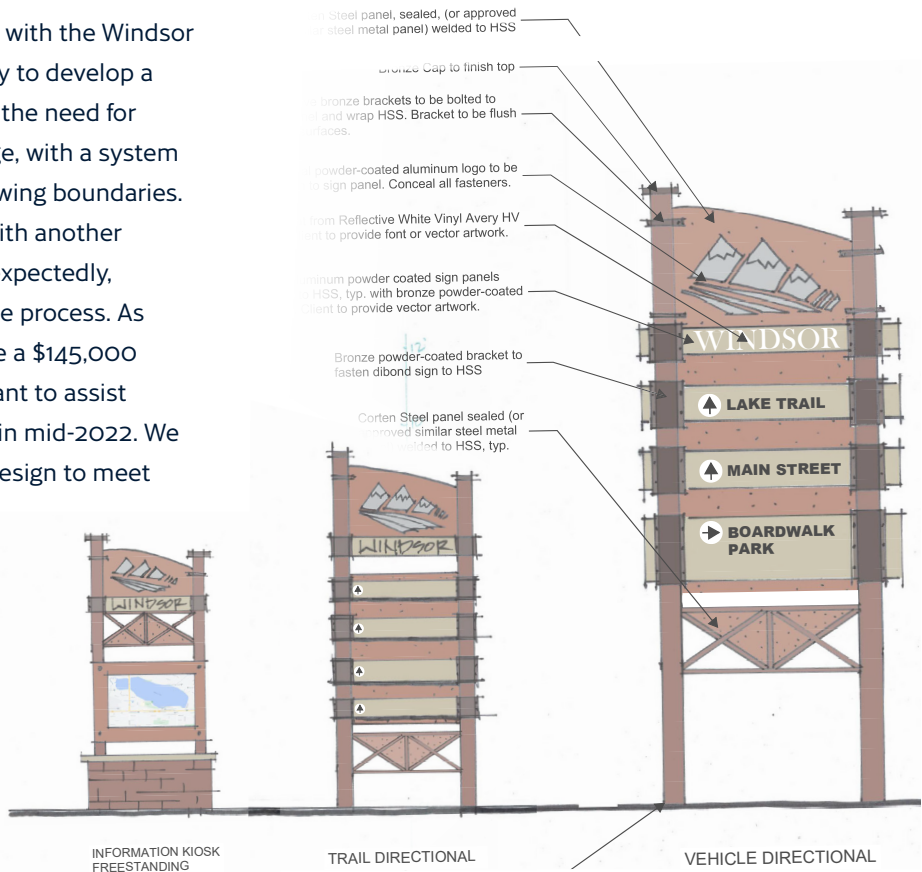 with the Windsor
to develop a
the need for
, with a system
wing boundaries.
ith another
expectedly,
e process. As
e a $145,000
ant to assist
in mid-2022. We
esign to meet
Steel panel, sealed, (or approved
steel metal panel) welded to HSS
Bronze Cap to finish top
bronze brackets to be bolted to
and wrap HSS. Bracket to be flush
powder-coated aluminum logo to be
to sign panel. Conceal all fasteners.
from Reflective White Vinyl Avery HV
to provide font or vector artwork.
powder coated sign panels
HSS, typ. with bronze powder-coated
Client to provide vector artwork.
Bronze powder-coated bracket to
fasten dibond sign to HSS
Corten Steel panel sealed (or
approved similar steel metal
welded to HSS, typ.
WINDSOR
LAKE TRAIL
MAIN STREET
BOARDWALK
PARK
WINDSOR
WINDSOR
INFORMATION KIOSK
FREESTANDING
TRAIL DIRECTIONAL
VEHICLE DIRECTIONAL